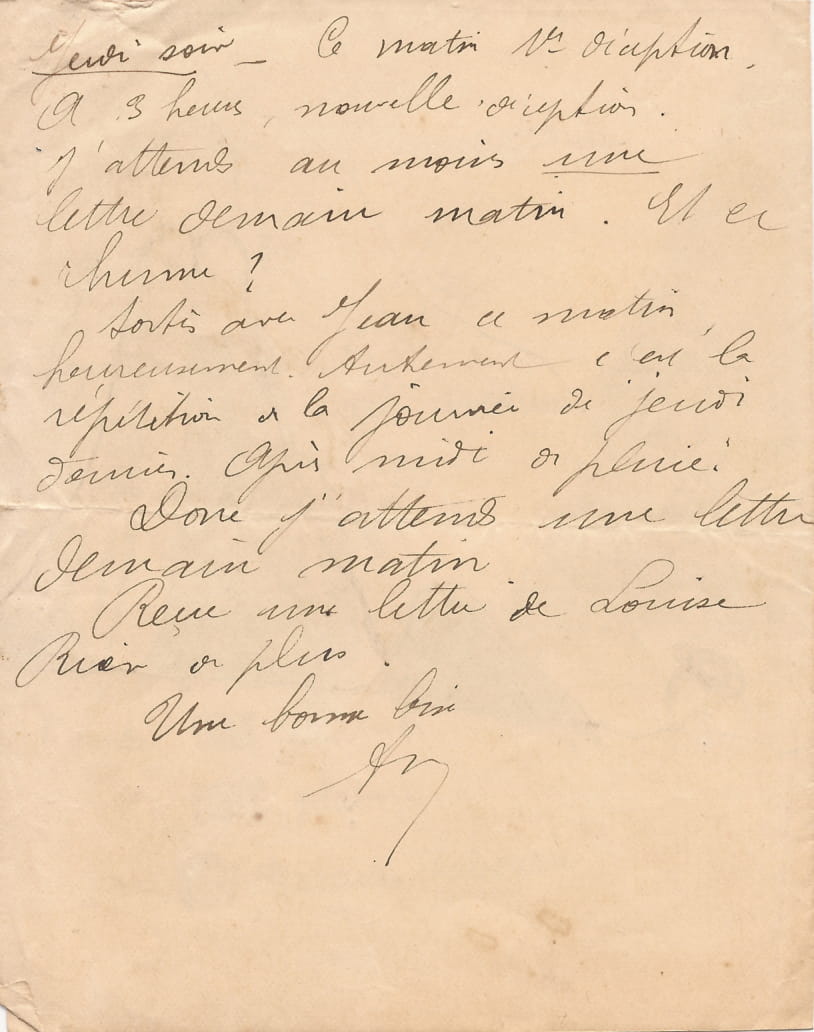 Jeudi soir _ Ce matin 1re déception.
A 3 heures, nouvelle déception.
J'attends au moins une
lettre demain matin. Et ce
rhume ?
Sortis avec Jean ce matin,
heureusement. Autrement c'est la
répétition de la journée de jeudi
dernier. Après midi de pluie.
Donc j'attends une lettre
demain matin
Reçu une lettre de Louise
Rien de plus.
Une bonne bise